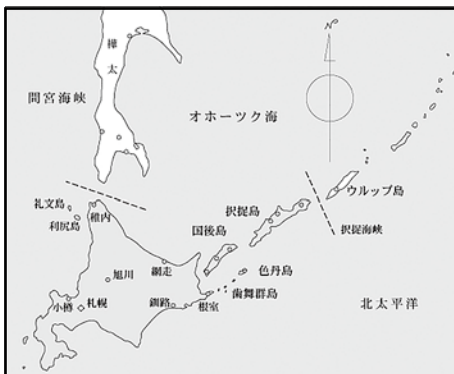 樺太
間宮海峡
オホーツク海
N
ウルップ島
礼文島
稚内
択捉島
択捉海峡
利尻島
国後島
網走
色丹島
旭川
歯舞群島
北太平洋
小樽
札幌
釧路
根室